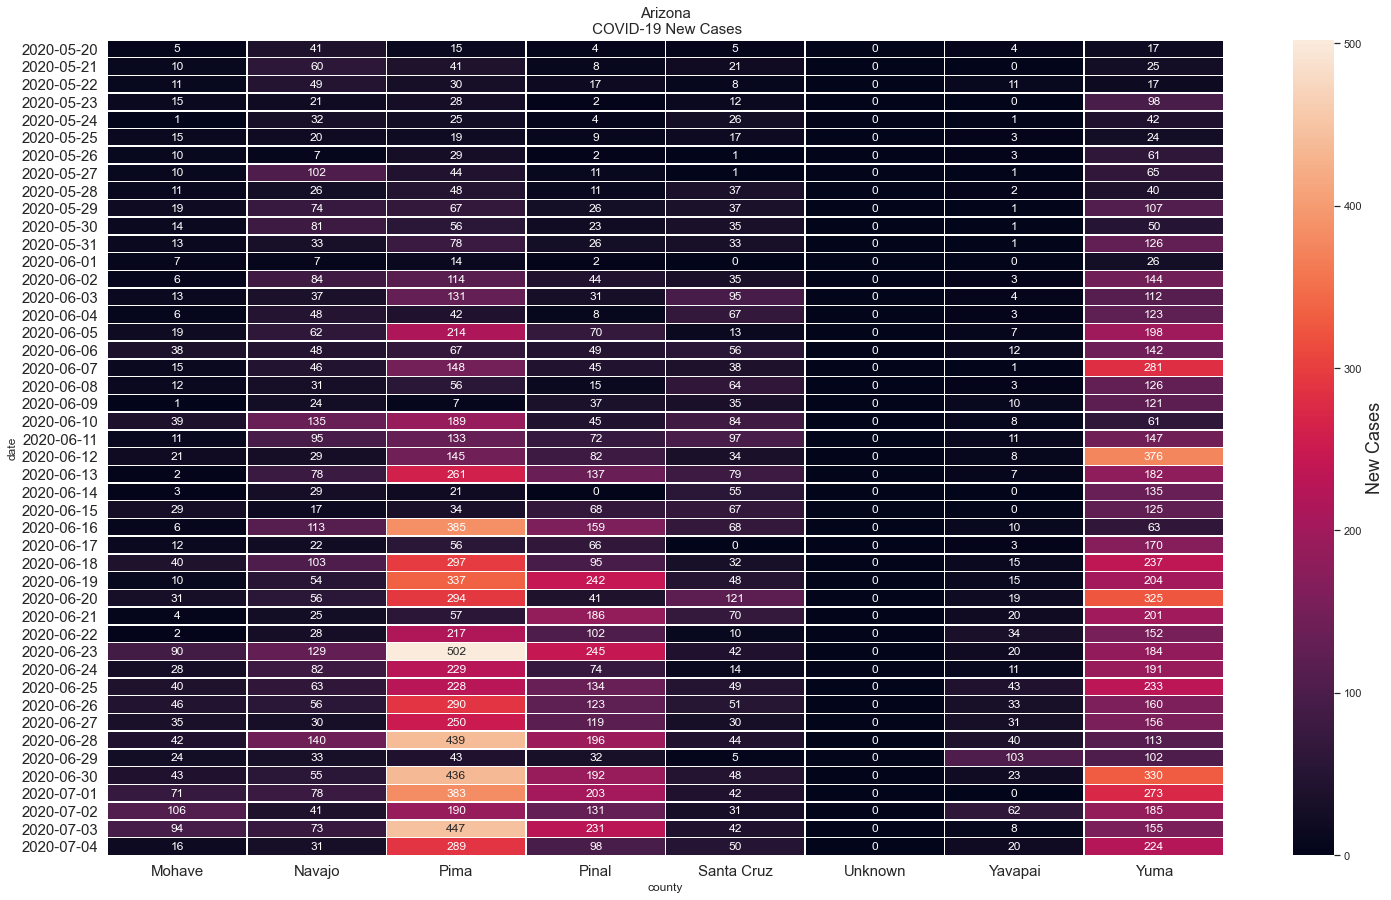 Arizona
COVID-19 New Cases
2020-05-20 5 41 15 4 5 0 4 17
2020-05-21 10 60 41 8 21 0 0 25
2020-05-22 11 49 30 17 8 0 11 17
2020-05-23 15 21 28 2 12 0 0 98
2020-05-24 1 32 25 4 26 0 1 42
2020-05-25 15 20 19 9 17 0 3 24
2020-05-26 10 7 29 2 1 0 3 61
2020-05-27 10 102 44 11 1 0 1 65
2020-05-28 11 26 48 11 37 0 2 40
2020-05-29 19 74 67 26 37 0 1 107
2020-05-30 14 81 56 23 35 0 1 50
2020-05-31 13 33 78 26 33 0 1 126
2020-06-01 7 7 14 2 0 0 0 26
2020-06-02 6 84 114 44 35 0 3 144
2020-06-03 13 37 131 31 95 0 4 112
2020-06-04 6 48 42 8 67 0 3 123
2020-06-05 19 62 214 70 13 0 7 198
2020-06-06 38 48 67 49 56 0 12 142
2020-06-07 15 46 148 45 38 0 1 281
2020-06-08 12 31 56 15 64 0 3 126
2020-06-09 1 24 7 37 35 0 10 121
2020-06-10 39 135 189 45 84 0 8 61
2020-06-11 11 95 133 72 97 0 11 147
2020-06-12 21 29 145 82 34 0 8 376
2020-06-13 2 78 261 137 79 0 7 182
2020-06-14 3 29 21 0 55 0 0 135
2020-06-15 29 17 34 68 67 0 0 125
2020-06-16 6 113 385 159 68 0 10 63
2020-06-17 12 22 56 66 0 0 3 170
2020-06-18 40 103 297 95 32 0 15 237
2020-06-19 10 54 337 242 48 0 15 204
2020-06-20 31 56 294 41 121 0 19 325
2020-06-21 4 25 57 186 70 0 20 201
2020-06-22 2 28 217 102 10 0 34 152
2020-06-23 90 129 502 245 42 0 20 184
2020-06-24 28 82 229 74 14 0 11 191
2020-06-25 40 63 228 134 49 0 43 233
2020-06-26 46 56 290 123 51 0 33 160
2020-06-27 35 30 250 119 30 0 31 156
2020-06-28 42 140 439 196 44 0 40 113
2020-06-29 24 33 43 32 5 0 103 102
2020-06-30 43 55 436 192 48 0 23 330
2020-07-01 71 78 383 203 42 0 0 273
2020-07-02 106 41 190 131 31 0 62 185
2020-07-03 94 73 447 231 42 0 8 155
2020-07-04 16 31 289 98 50 0 20 224
Mohave Navajo Pima Pinal Santa Cruz Unknown Yavapai Yuma
county
date
500
400
300
200
100
0
New Cases